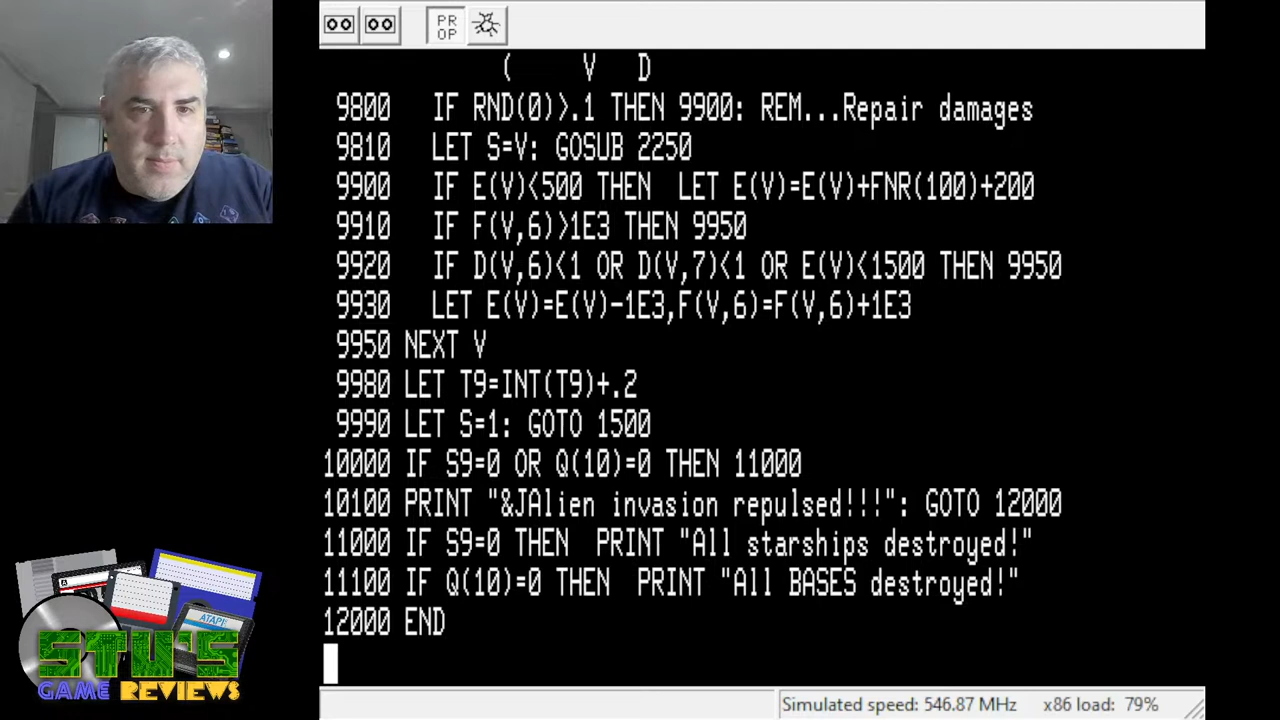 PR
OP
( V D
9800 IF RND(0)>.1 THEN 9900: REM...Repair damages
9810 LET S=V: GOSUB 2250
9900 IF E(V)<500 THEN LET E(V)=E(V)+FNR(100)+200
9910 IF F(V,6)>1E3 THEN 9950
9920 IF D(V,6)<1 OR D(V,7)<1 OR E(V)<1500 THEN 9950
9930 LET E(V)=E(V)-1E3,F(V,6)=F(V,6)+1E3
9950 NEXT V
9980 LET T9=INT(T9)+.2
9990 LET S=1: GOTO 1500
10000 IF S9=0 OR Q(10)=0 THEN 11000
10100 PRINT "&JAlien invasion repulsed!!!": GOTO 12000
11000 IF S9=0 THEN PRINT "All starships destroyed!"
11100 IF Q(10)=0 THEN PRINT "All BASES destroyed!"
12000 END
ATARI
STU'S
GAME REVIEWS
Simulated speed: 546.87 MHz x86 load: 79%